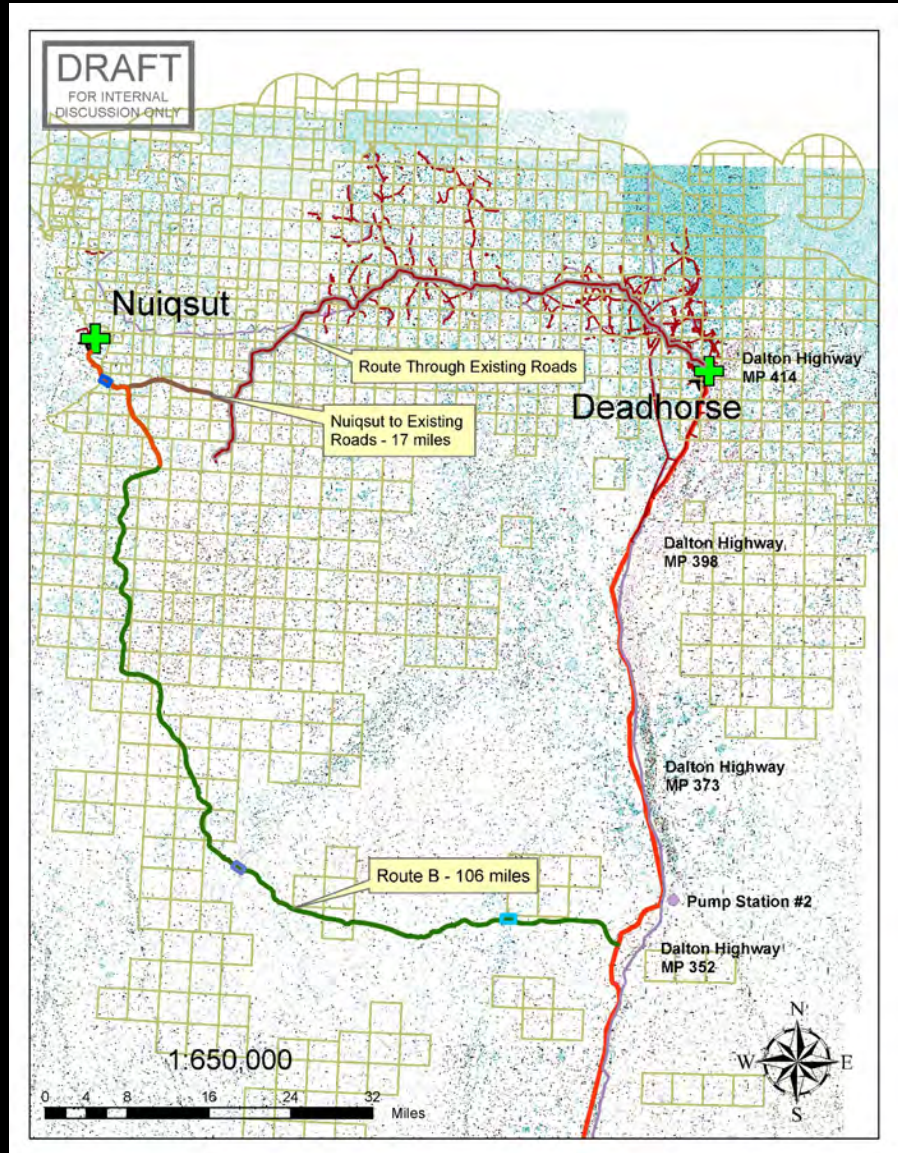 DRAFT
FOR INTERNAL
DISCUSSION ONLY
Nuiqsut
Route Through Existing Roads
Dalton Highway
MP 414
Deadhorse
Nuiqsut to Existing
Roads - 17 miles
Dalton Highway,
MP 398
Dalton Highway
MP 373
Route B - 106 miles
Pump Station #2
Dalton Highway
MP 352
N
W
E
S
1:650,000
0 4 8 16 24 32
Miles